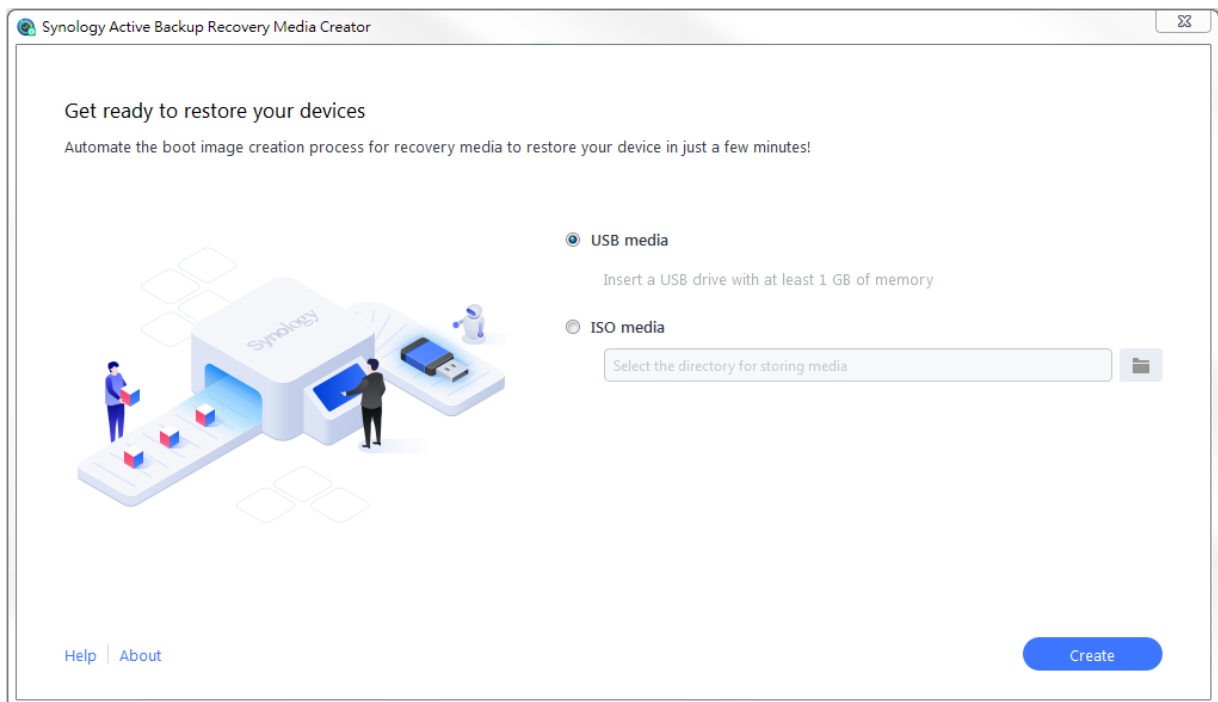 Synology Active Backup Recovery Media Creator
Get ready to restore your devices
Automate the boot image creation process for recovery media to restore your device in just a few minutes!
USB media
Insert a USB drive with at least 1 GB of memory
ISO media
Select the directory for storing media
Synology
Help
About
Create